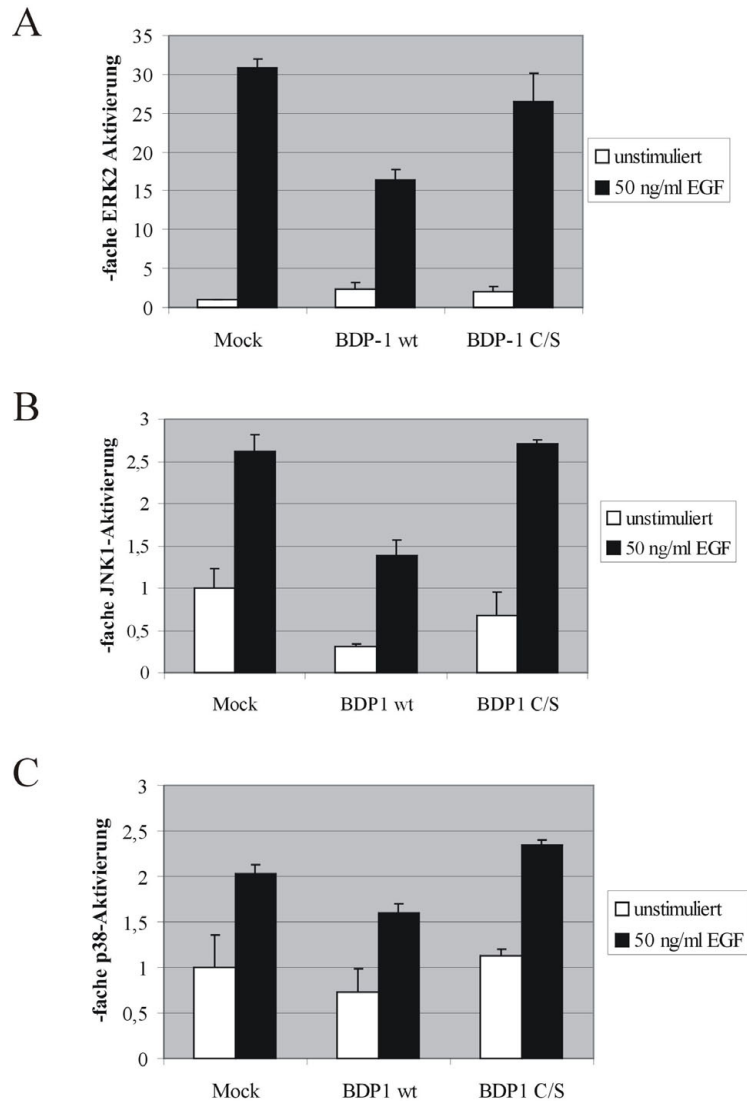 A
-fache ERK2 Aktivierung
35
30
25
20
15
10
5
0
Mock
BDP-1 wt
BDP-1 C/S
unstimuliert
50 ng/ml EGF
B
-fache JNK1-Aktivierung
3
2,5
2
1,5
1
0,5
0
Mock
BDP1 wt
BDP1 C/S
unstimuliert
50 ng/ml EGF
C
-fache p38-Aktivierung
3
2,5
2
1,5
1
0,5
0
Mock
BDP1 wt
BDP1 C/S
unstimuliert
50 ng/ml EGF